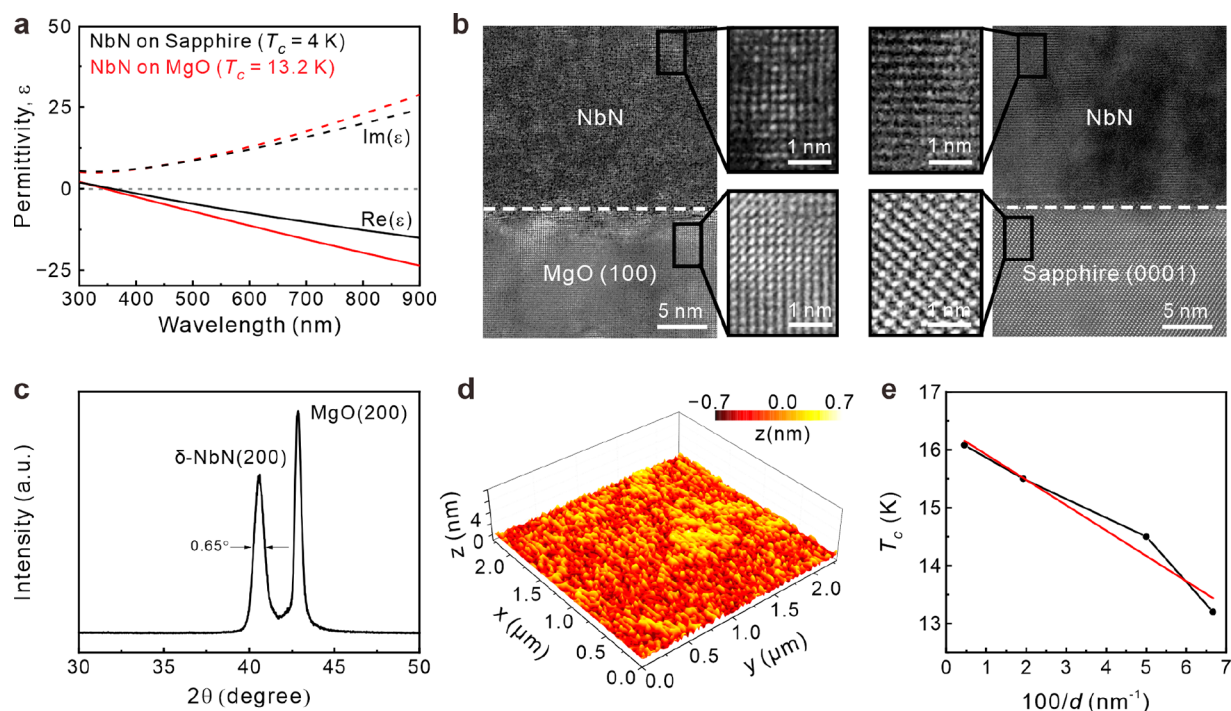 a
50
25
0
−25
Permittivity, ε
NbN on Sapphire (Tc = 4 K)
NbN on MgO (Tc = 13.2 K)
Im(ε)
Re(ε)
300 400 500 600 700 800 900
Wavelength (nm)
b
NbN
MgO (100)
5 nm
1 nm
1 nm
1 nm
1 nm
NbN
Sapphire (0001)
5 nm
c
Intensity (a.u.)
δ-NbN(200)
MgO(200)
0.65°
30 35 40 45 50
2θ (degree)
d
−0.7 0.0 0.7
z(nm)
z (nm)
4
0
2.0
1.5
1.0
0.5
0.0
x (μm)
0.0
0.5
1.0
1.5
2.0
y (μm)
e
17
16
15
14
13
12
Tc (K)
0 1 2 3 4 5 6 7
100/d (nm⁻¹)